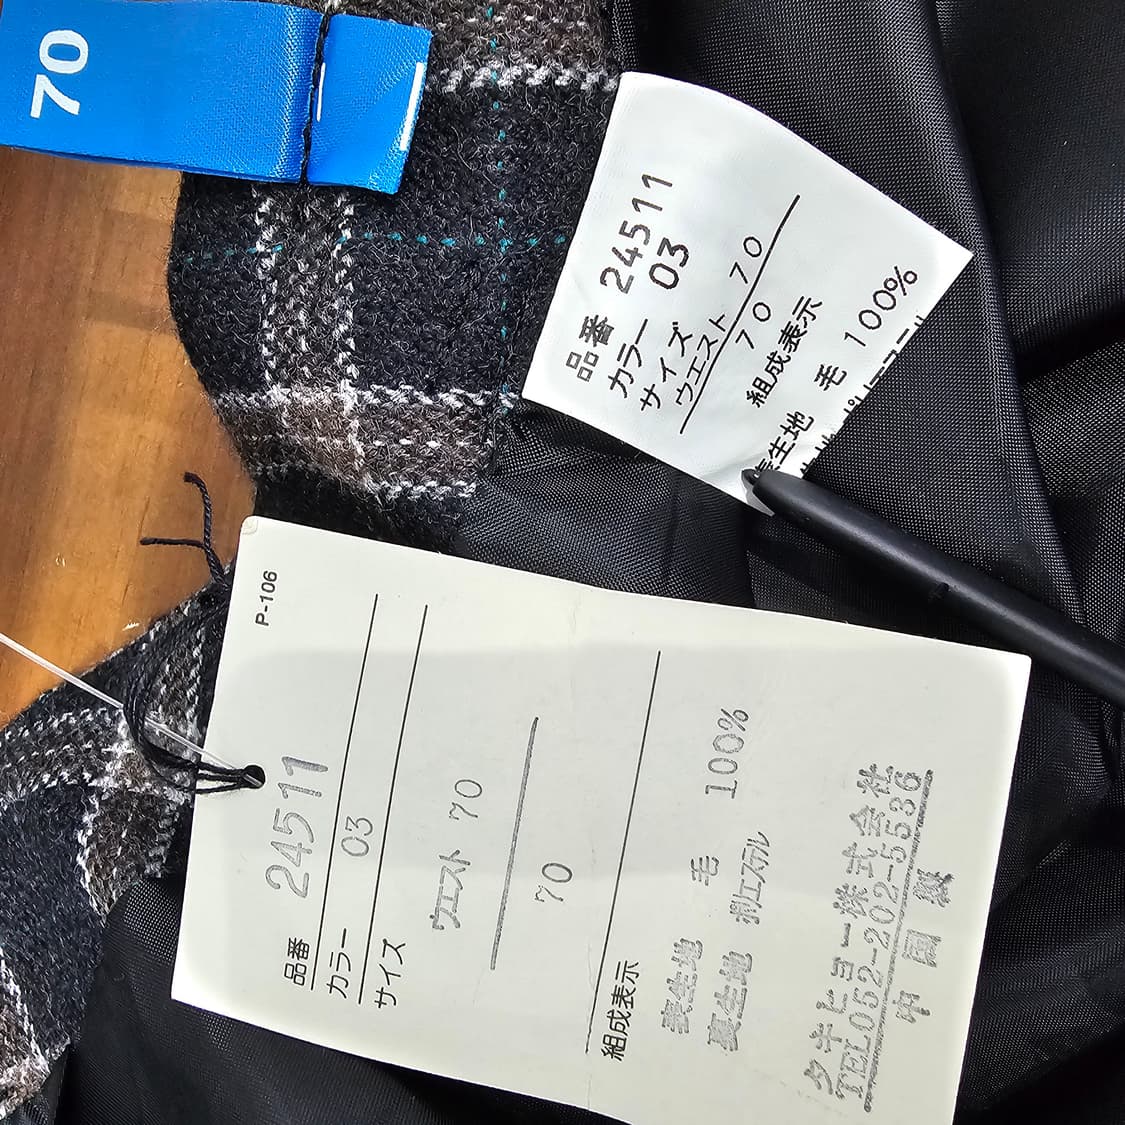 70
品番 24511
カラー 03
サイズ
ウエスト 70
70
組成表示
表生地 毛 100%
P-106
品番 24511
カラー 03
サイズ
ウエスト 70
70
組成表示
表生地 毛 100%
裏生地 ポリエステル
タキヒヨー株式会社
TEL052-202-5536
中国製